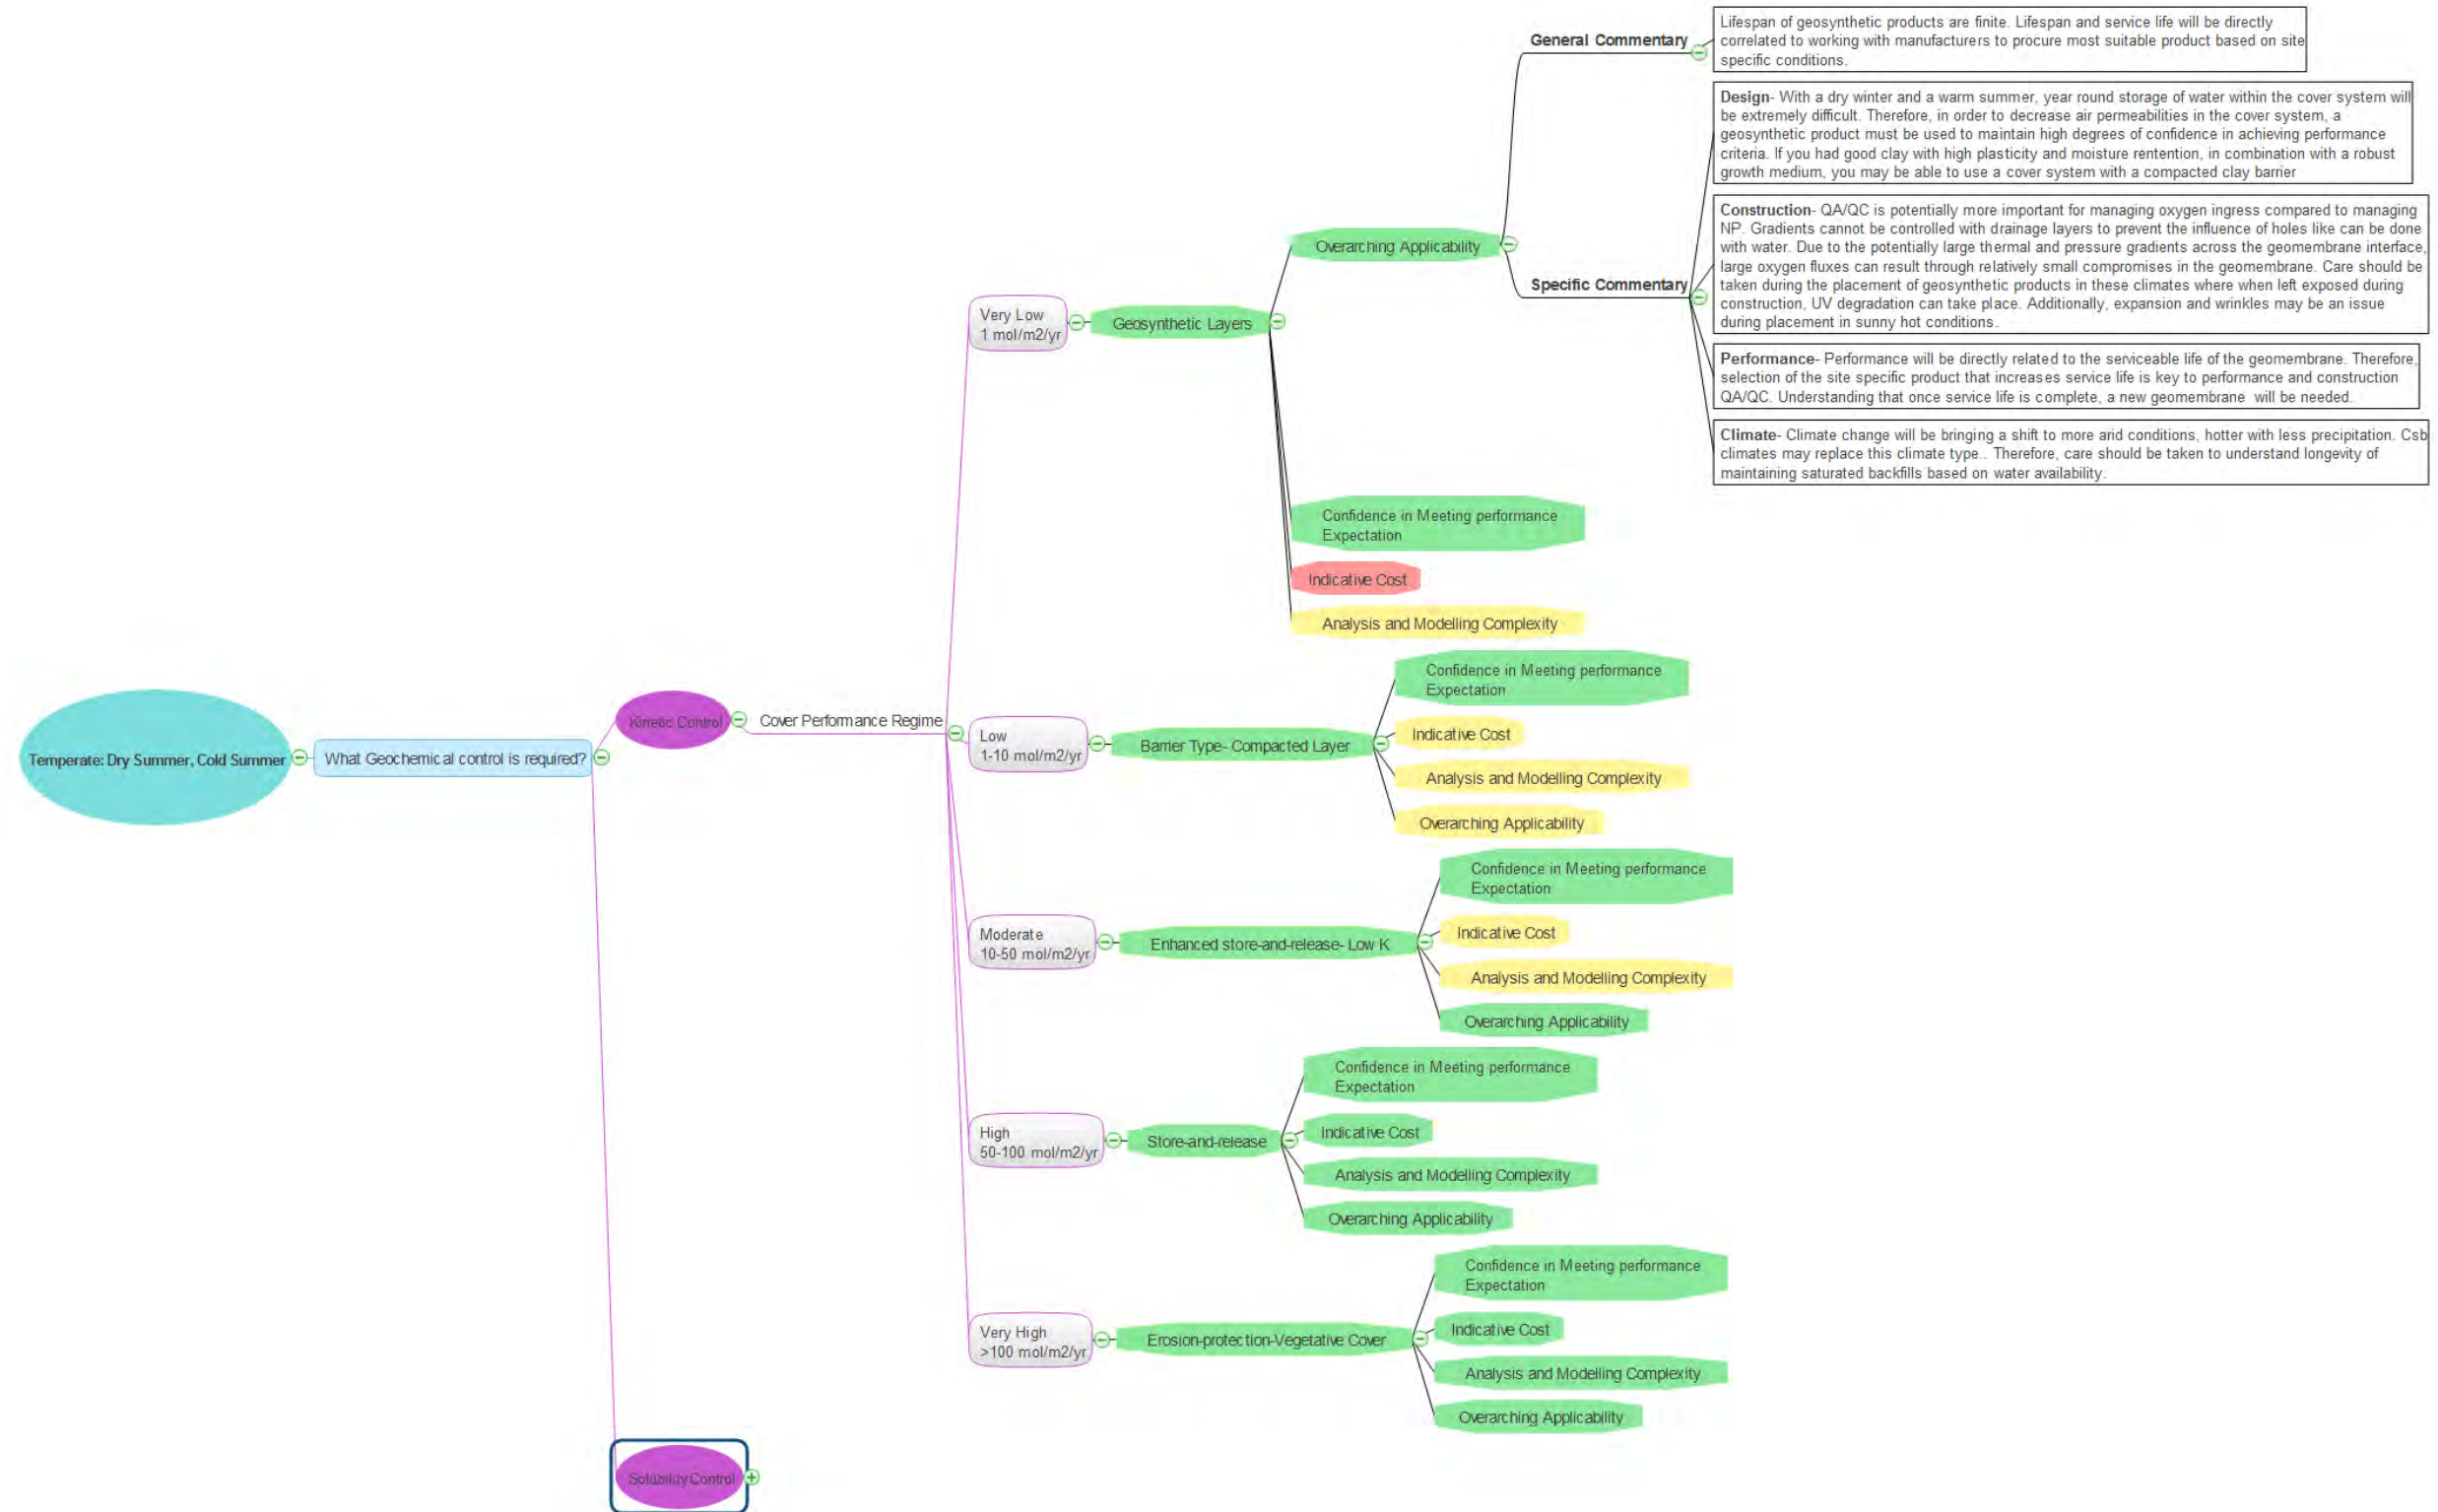 Temperate: Dry Summer, Cold Summer
What Geochemical control is required?
Kinetic Control
Cover Performance Regime
Very Low
1 mol/m2/yr
Geosynthetic Layers
Overarching Applicability
General Commentary
Lifespan of geosynthetic products are finite. Lifespan and service life will be directly
correlated to working with manufacturers to procure most suitable product based on site
specific conditions.
Specific Commentary
Design- With a dry winter and a warm summer, year round storage of water within the cover system will
be extremely difficult. Therefore, in order to decrease air permeabilities in the cover system, a
geosynthetic product must be used to maintain high degrees of confidence in achieving performance
criteria. If you had good clay with high plasticity and moisture rentention, in combination with a robust
growth medium, you may be able to use a cover system with a compacted clay barrier
Construction- QA/QC is potentially more important for managing oxygen ingress compared to managing
NP. Gradients cannot be controlled with drainage layers to prevent the influence of holes like can be done
with water. Due to the potentially large thermal and pressure gradients across the geomembrane interface,
large oxygen fluxes can result through relatively small compromises in the geomembrane. Care should be
taken during the placement of geosynthetic products in these climates where when left exposed during
construction, UV degradation can take place. Additionally, expansion and wrinkles may be an issue
during placement in sunny hot conditions.
Performance- Performance will be directly related to the serviceable life of the geomembrane. Therefore,
selection of the site specific product that increases service life is key to performance and construction
QA/QC. Understanding that once service life is complete, a new geomembrane will be needed.
Climate- Climate change will be bringing a shift to more arid conditions, hotter with less precipitation. Csb
climates may replace this climate type.. Therefore, care should be taken to understand longevity of
maintaining saturated backfills based on water availability.
Confidence in Meeting performance
Expectation
Indicative Cost
Analysis and Modelling Complexity
Low
1-10 mol/m2/yr
Barrier Type- Compacted Layer
Confidence in Meeting performance
Expectation
Indicative Cost
Analysis and Modelling Complexity
Overarching Applicability
Moderate
10-50 mol/m2/yr
Enhanced store-and-release- Low K
Confidence in Meeting performance
Expectation
Indicative Cost
Analysis and Modelling Complexity
Overarching Applicability
High
50-100 mol/m2/yr
Store-and-release
Confidence in Meeting performance
Expectation
Indicative Cost
Analysis and Modelling Complexity
Overarching Applicability
Very High
>100 mol/m2/yr
Erosion-protection-Vegetative Cover
Confidence in Meeting performance
Expectation
Indicative Cost
Analysis and Modelling Complexity
Overarching Applicability
Solubility Control